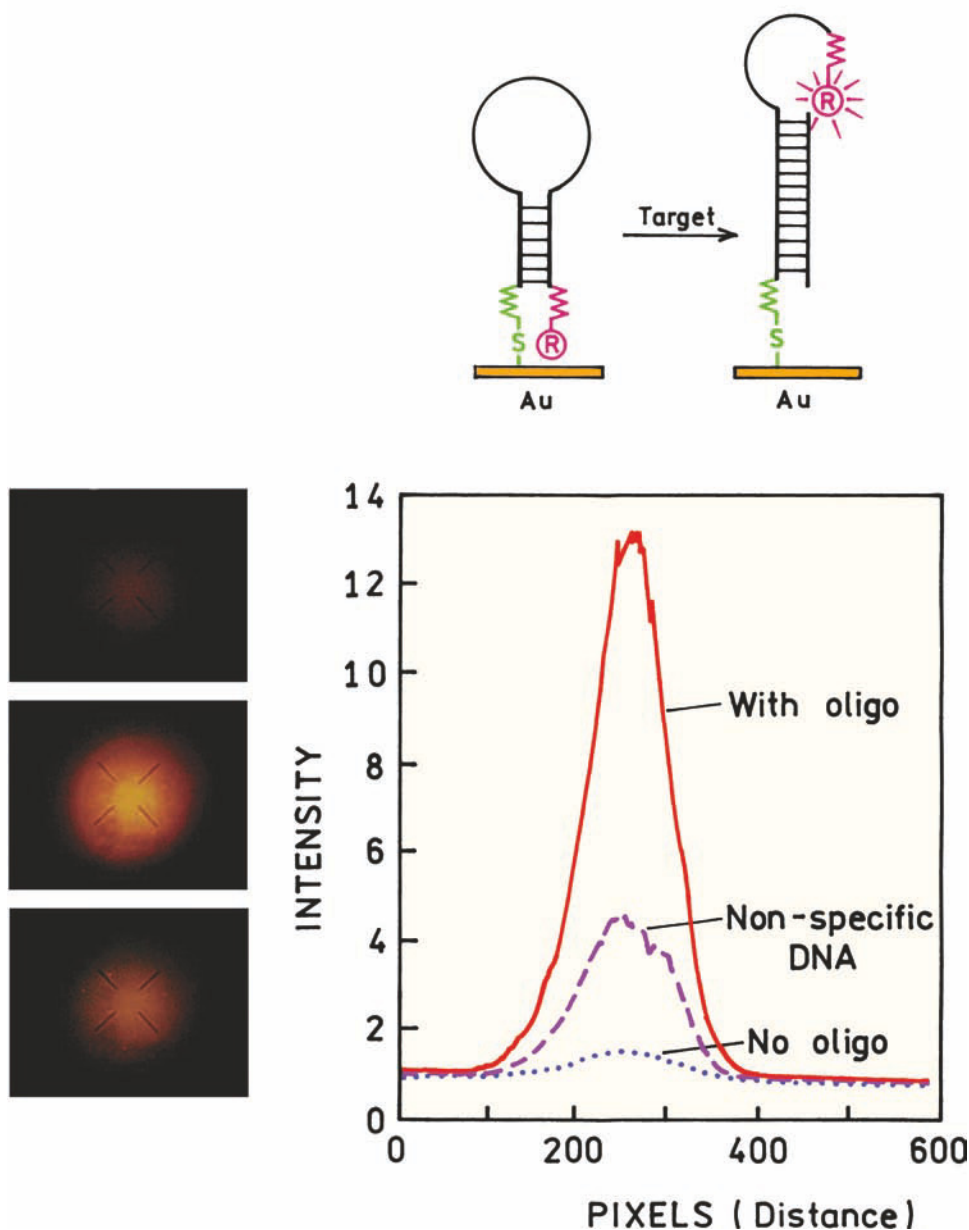 R
Target
S
R
S
Au
Au
14
12
10
8
6
4
2
0
INTENSITY
With oligo
Non-specific
DNA
No oligo
0
200
400
600
PIXELS (Distance)